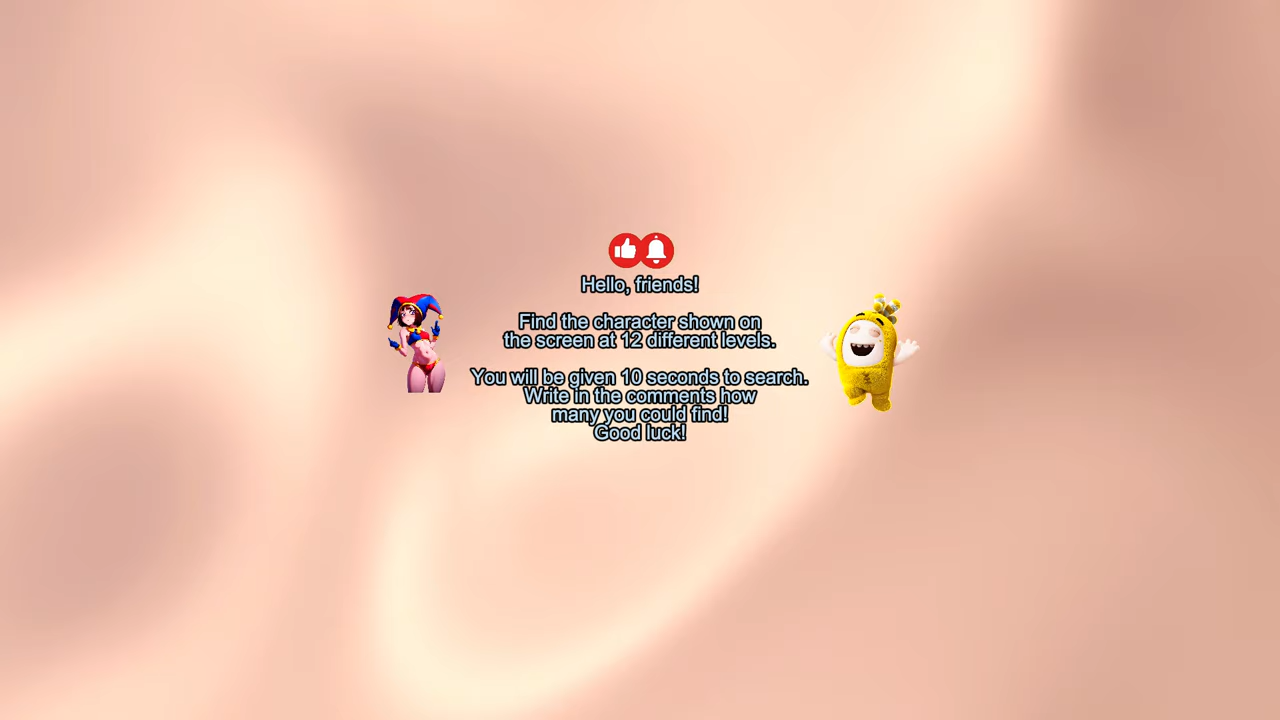 Hello, friends!
Find the character shown on
the screen at 12 different levels.
You will be given 10 seconds to search.
Write in the comments how
many you could find!
Good luck!